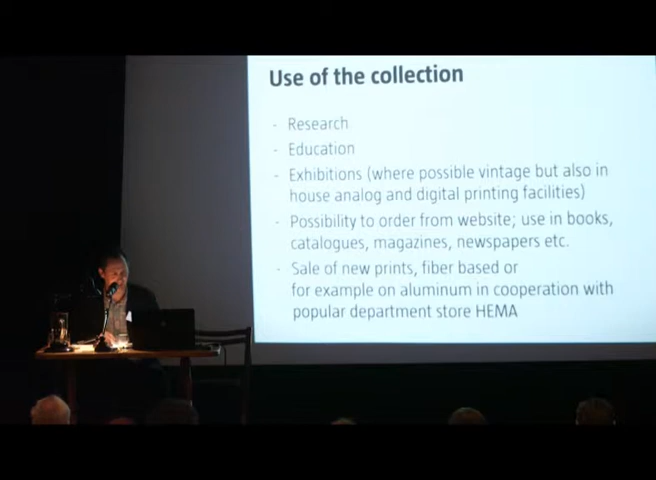 Use of the collection
- Research
- Education
- Exhibitions (where possible vintage but also in
house analog and digital printing facilities)
- Possibility to order from website; use in books,
catalogues, magazines, newspapers etc.
- Sale of new prints, fiber based or
for example on aluminum in cooperation with
popular department store HEMA